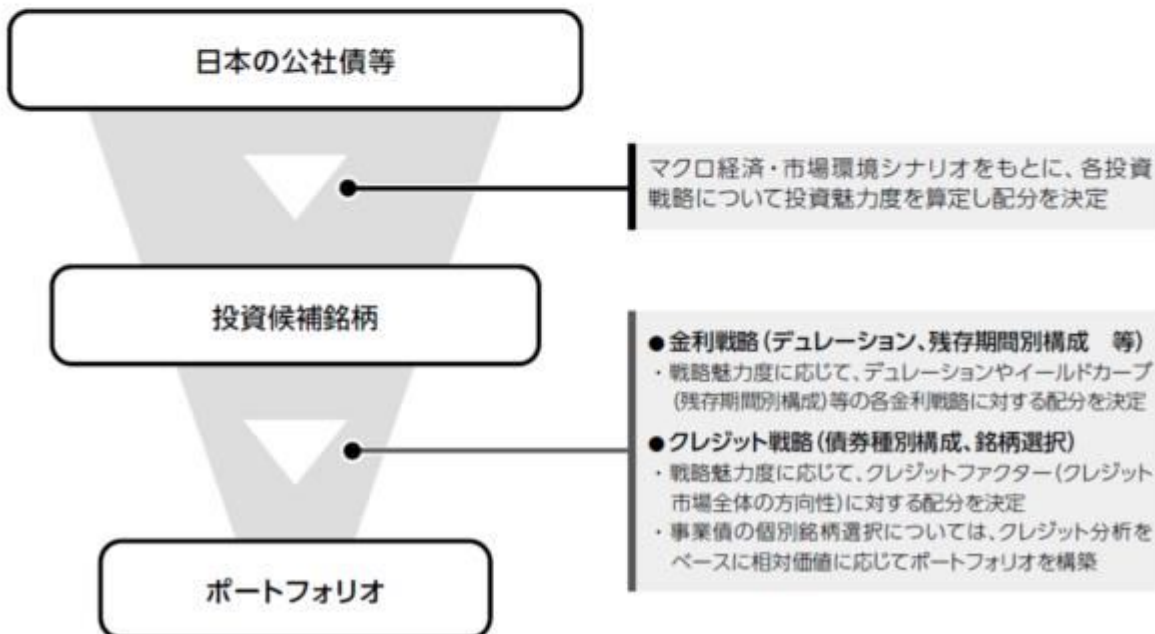 日本の公社債等
マクロ経済・市場環境シナリオをもとに、各投資
戦略について投資魅力度を算定し配分を決定
投資候補銘柄
●金利戦略(デュレーション、残存期間別構成　等)
・戦略魅力度に応じて、デュレーションやイールドカーブ
(残存期間別構成)等の各金利戦略に対する配分を決定
●クレジット戦略(債券種別構成、銘柄選択)
・戦略魅力度に応じて、クレジットファクター(クレジット
市場全体の方向性)に対する配分を決定
・事業債の個別銘柄選択については、クレジット分析を
ベースに相対価値に応じてポートフォリオを構築
ポートフォリオ